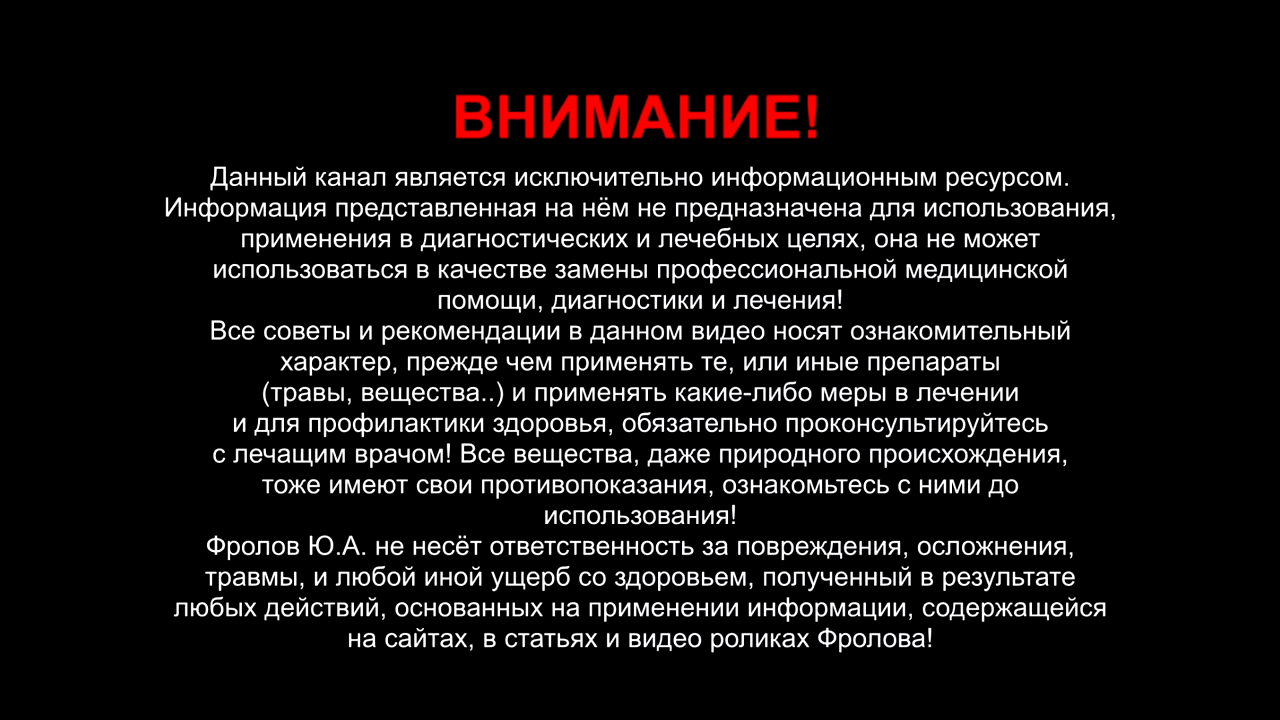 ВНИМАНИЕ!
Данный канал является исключительно информационным ресурсом.
Информация представленная на нём не предназначена для использования,
применения в диагностических и лечебных целях, она не может
использоваться в качестве замены профессиональной медицинской
помощи, диагностики и лечения!
Все советы и рекомендации в данном видео носят ознакомительный
характер, прежде чем применять те, или иные препараты
(травы, вещества..) и применять какие-либо меры в лечении
и для профилактики здоровья, обязательно проконсультируйтесь
с лечащим врачом! Все вещества, даже природного происхождения,
тоже имеют свои противопоказания, ознакомьтесь с ними до
использования!
Фролов Ю.А. не несёт ответственность за повреждения, осложнения,
травмы, и любой иной ущерб со здоровьем, полученный в результате
любых действий, основанных на применении информации, содержащейся
на сайтах, в статьях и видео роликах Фролова!